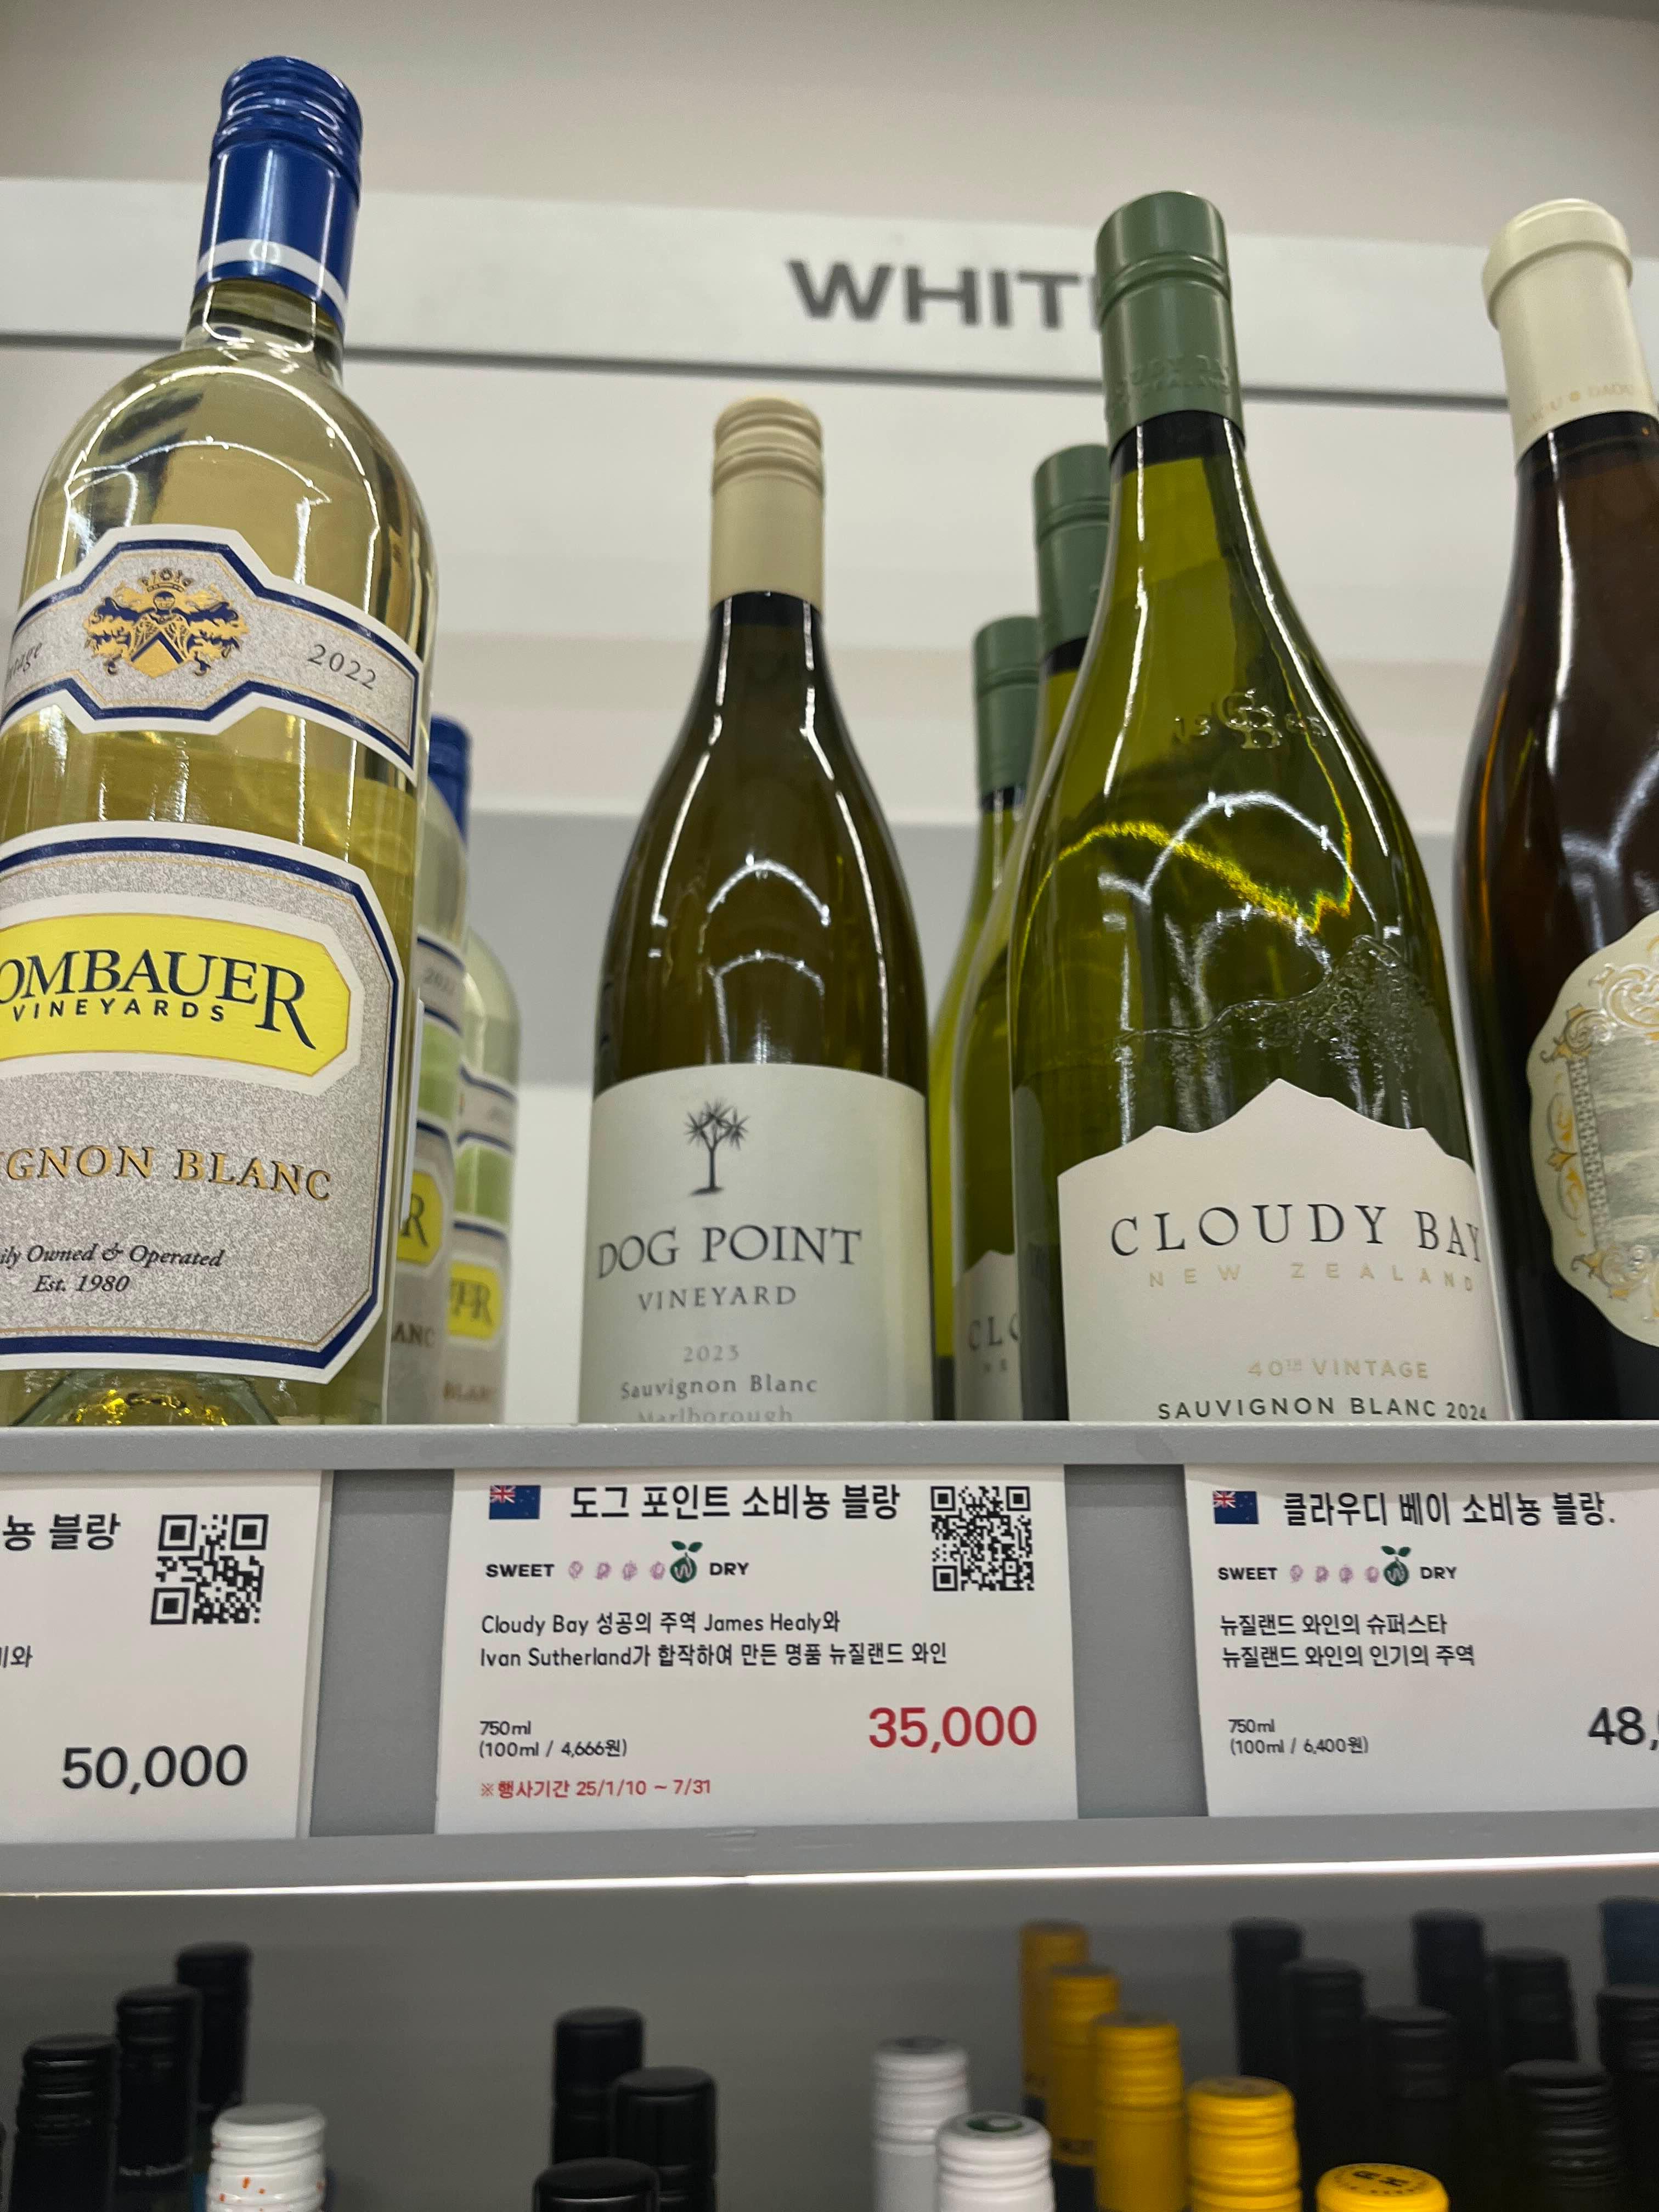 WHIT
2022
OMBAUER
VINEYARDS
GNON BLANC
Owned & Operated
Est. 1980
DOG POINT
VINEYARD
2023
Sauvignon Blanc
Marlborough
CLOUDY BAY
NEW ZEALAND
40TH VINTAGE
SAUVIGNON BLANC 2024
뇽 블랑
와
50,000
도그 포인트 소비뇽 블랑
SWEET DRY
Cloudy Bay 성공의 주역 James Healy와
Ivan Sutherland가 합작하여 만든 명품 뉴질랜드 와인
750ml
(100ml / 4,666원)
35,000
※행사기간 25/1/10 ~ 7/31
클라우디 베이 소비뇽 블랑.
SWEET DRY
뉴질랜드 와인의 슈퍼스타
뉴질랜드 와인의 인기의 주역
750ml
(100ml / 6,400원)
48,